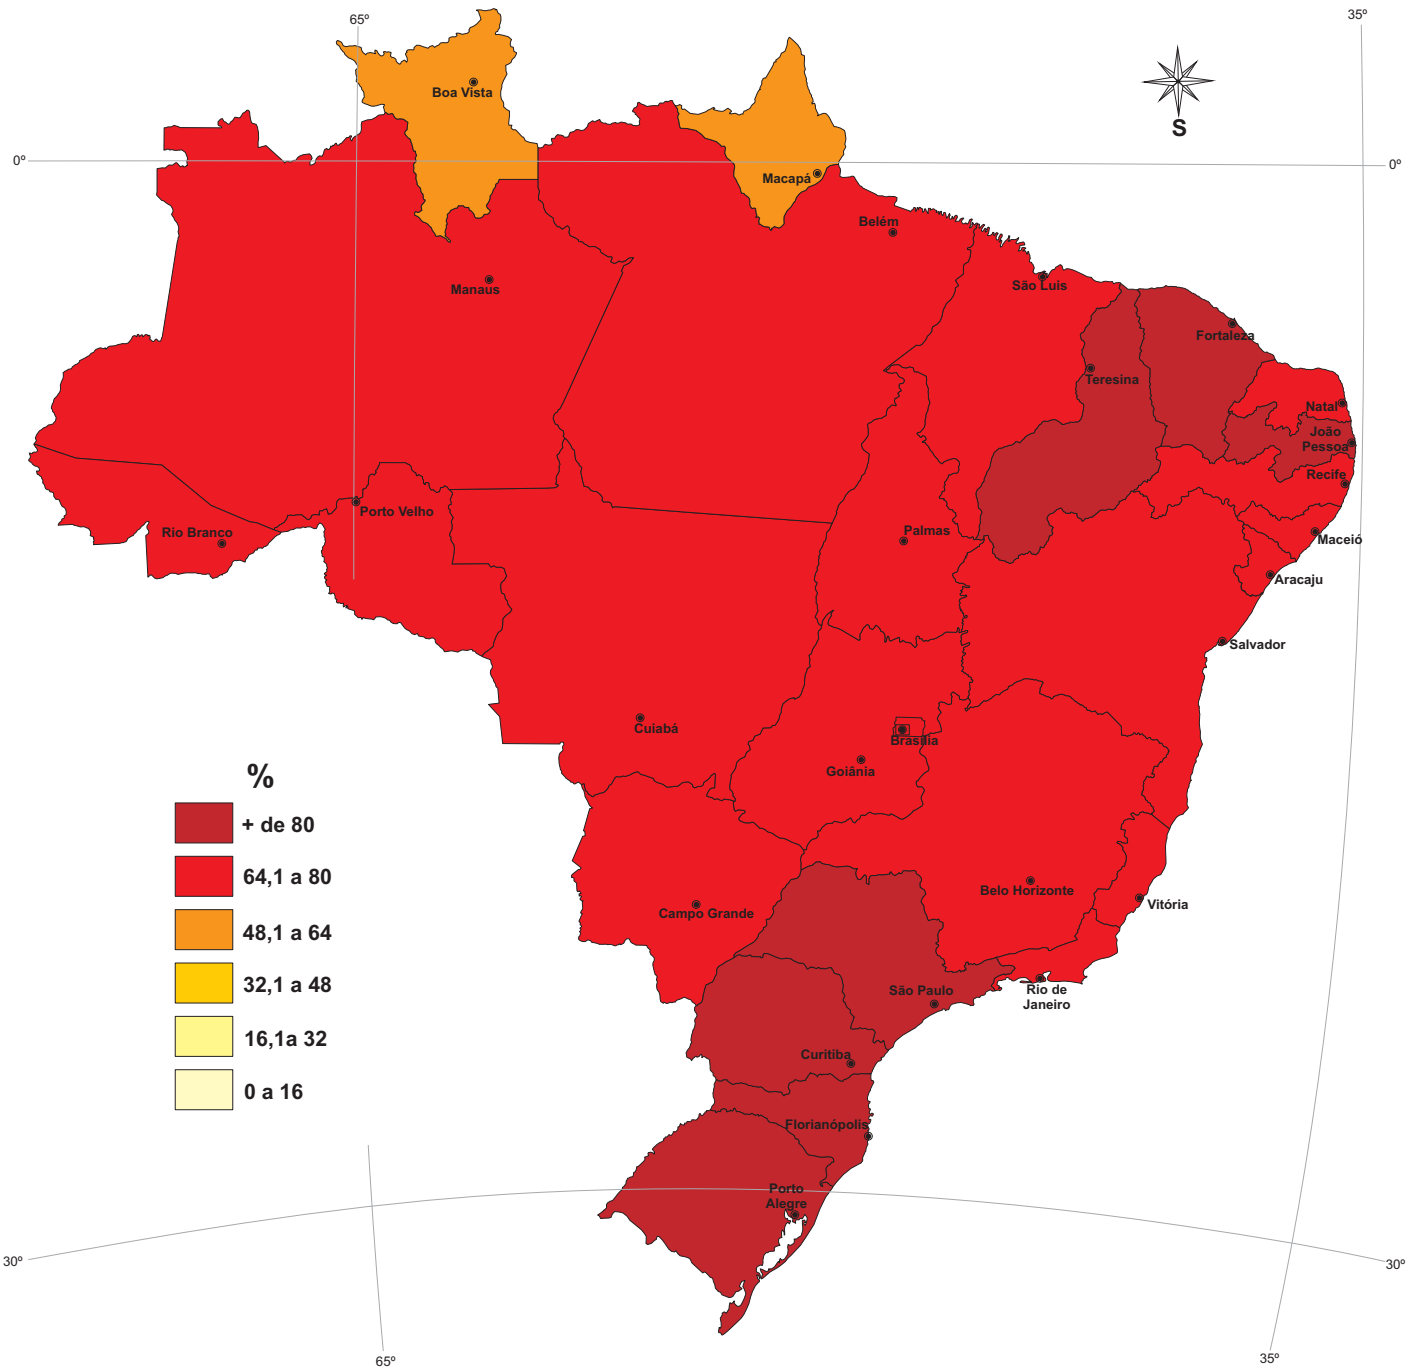 65º
35º
Boa Vista
S
0º
0º
Macapá
Belém
Manaus
São Luis
Fortaleza
Teresina
Natal
João
Pessoa
Recife
Porto Velho
Rio Branco
Palmas
Maceió
Aracaju
Salvador
Cuiabá
Brasília
Goiânia
%
+ de 80
64,1 a 80
48,1 a 64
32,1 a 48
16,1a 32
0 a 16
Belo Horizonte
Vitória
Campo Grande
São Paulo
Rio de
Janeiro
Curitiba
Florianópolis
Porto
Alegre
30º
30º
65º
35º